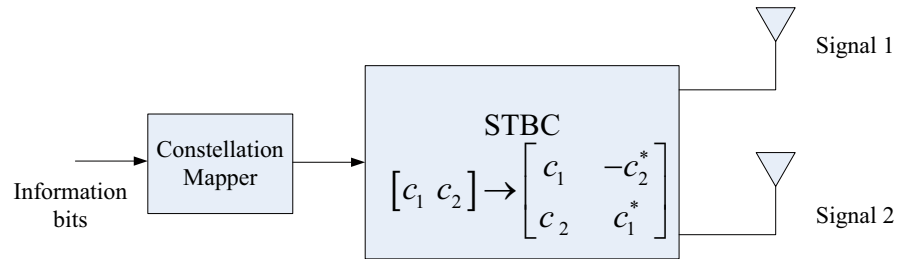 Information
bits
Constellation
Mapper
STBC
[c₁ c₂] → [c₁ −c₂*
c₂ c₁*]
Signal 1
Signal 2